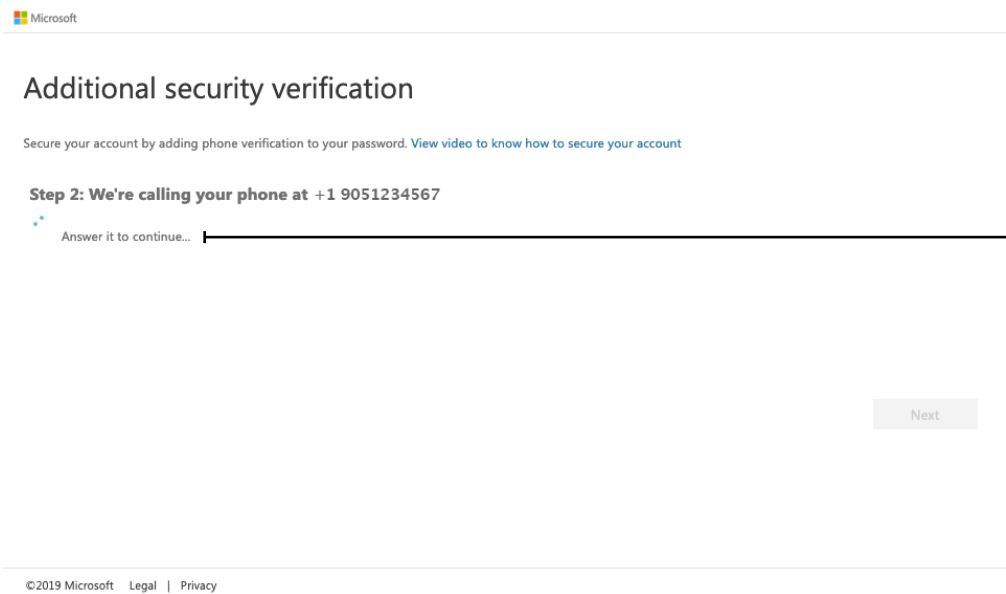 Microsoft
Additional security verification
Secure your account by adding phone verification to your password. View video to know how to secure your account
Step 2: We're calling your phone at +1 9051234567
Answer it to continue...
Next
©2019 Microsoft Legal | Privacy